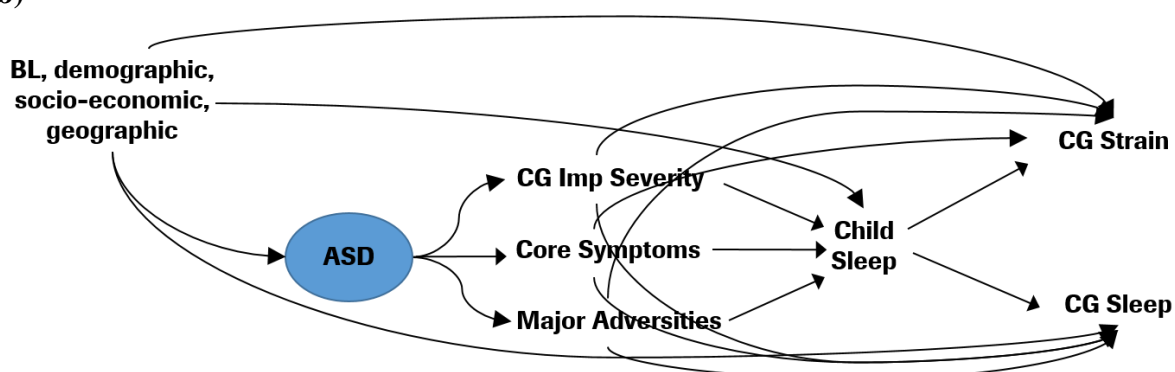 BL, demographic,
socio-economic,
geographic
ASD
CG Imp Severity
Core Symptoms
Major Adversities
Child
Sleep
CG Strain
CG Sleep